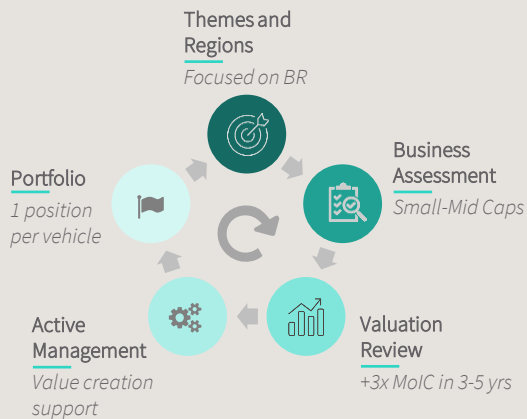 Themes and
Regions
Focused on BR
Business
Assessment
Small-Mid Caps
Valuation
Review
+3x MoIC in 3-5 yrs
Active
Management
Value creation
support
Portfolio
1 position
per vehicle